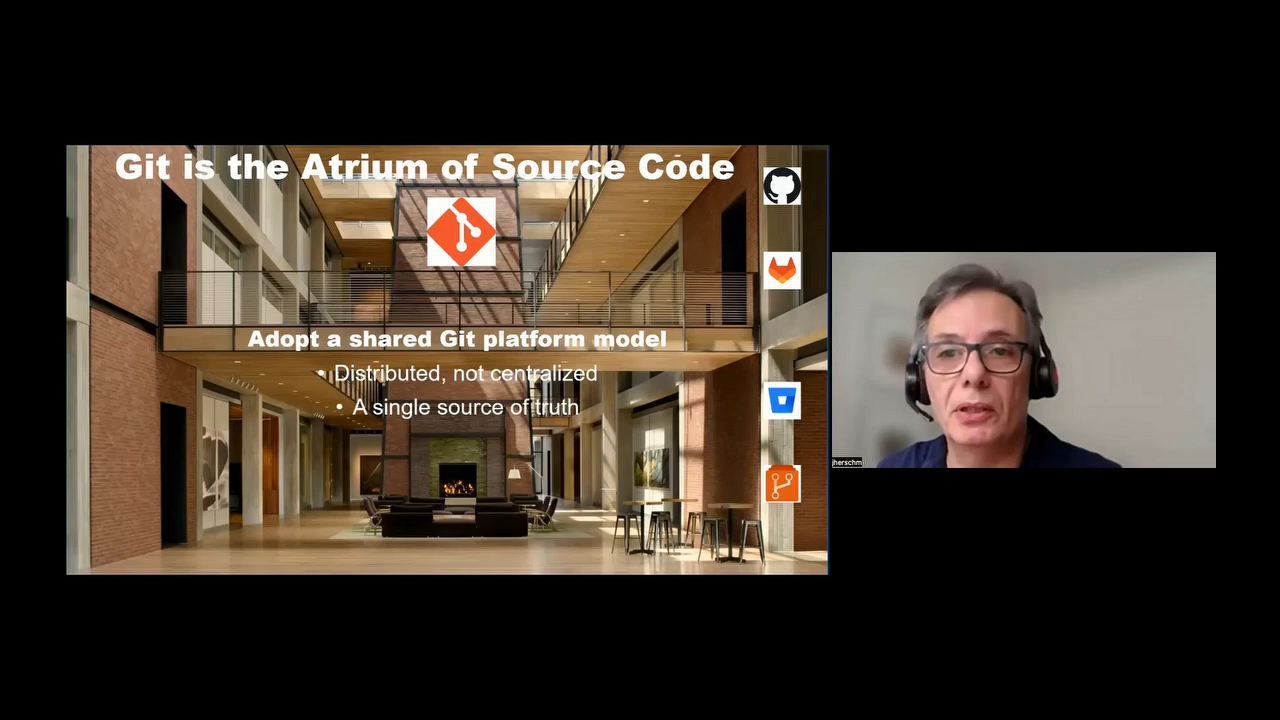 Git is the Atrium of Source Code
Adopt a shared Git platform model
• Distributed, not centralized
• A single source of truth
jherschm